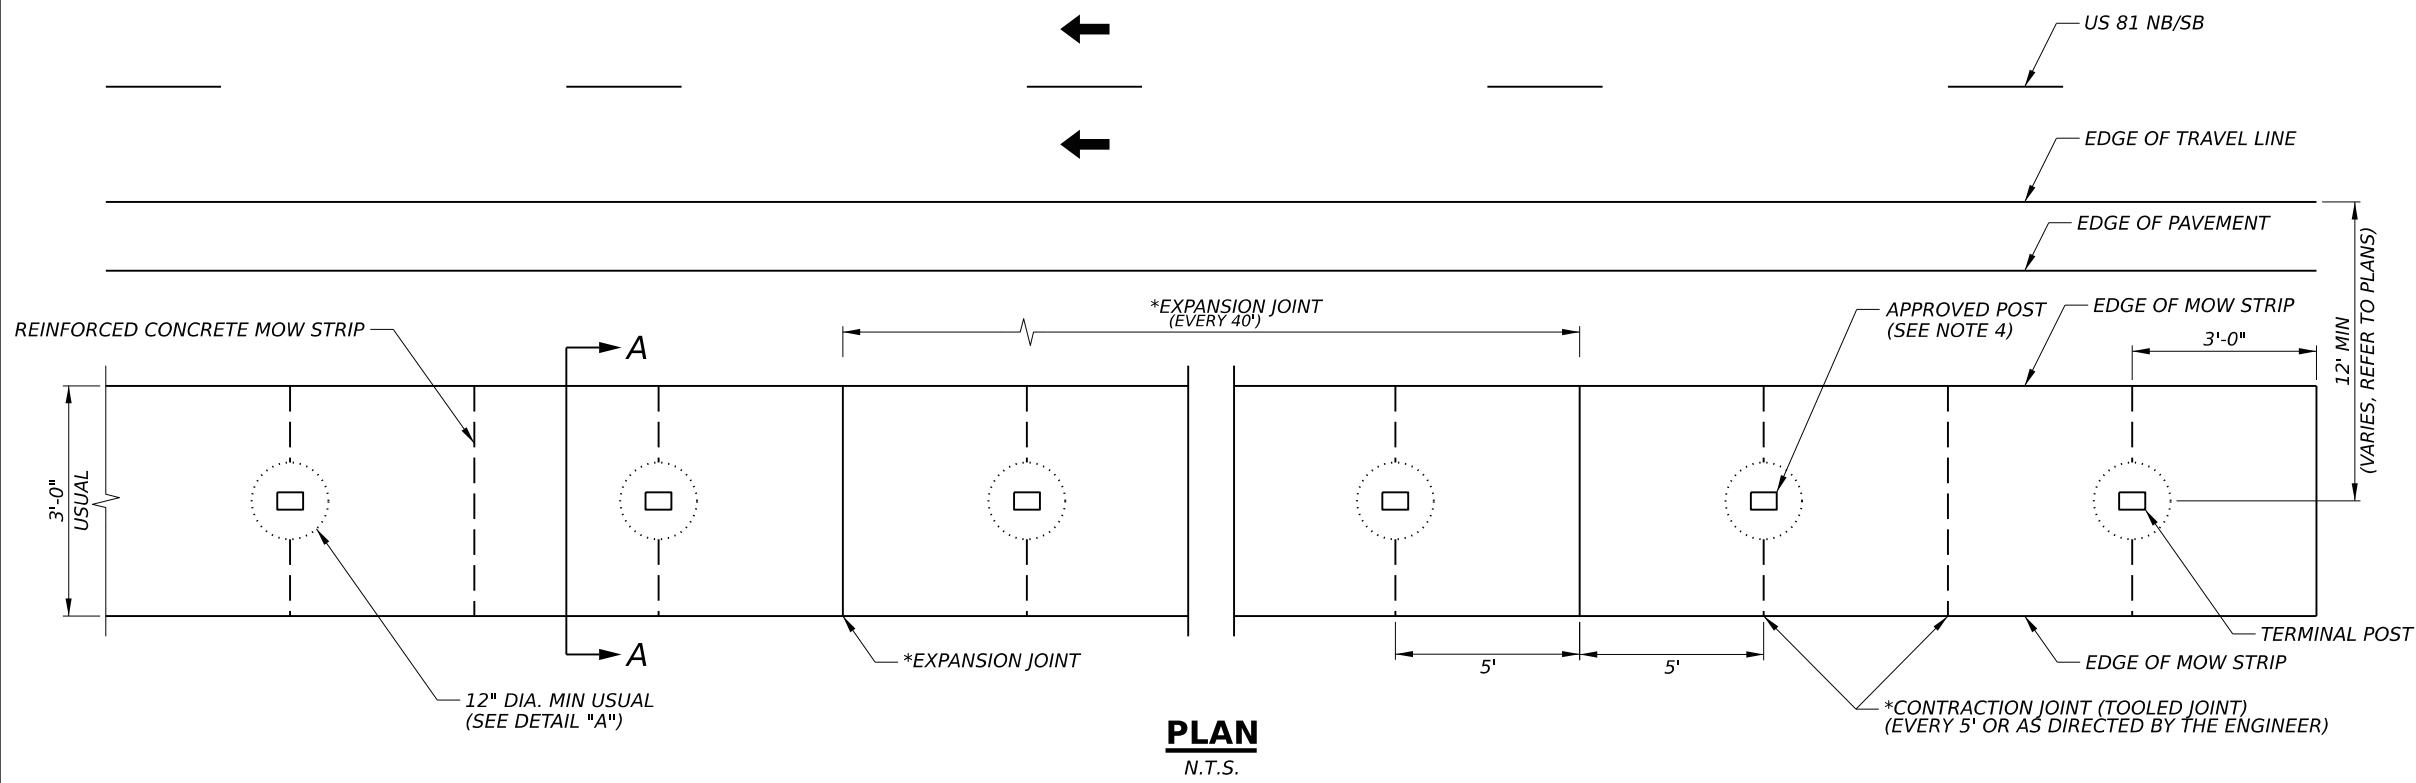 US 81 NB/SB
EDGE OF TRAVEL LINE
EDGE OF PAVEMENT
*EXPANSION JOINT
(EVERY 40')
APPROVED POST
(SEE NOTE 4)
EDGE OF MOW STRIP
REINFORCED CONCRETE MOW STRIP
A
3'-0"
12' MIN
(VARIES, REFER TO PLANS)
3'-0"
USUAL
A
*EXPANSION JOINT
5'
5'
TERMINAL POST
EDGE OF MOW STRIP
12" DIA. MIN USUAL
(SEE DETAIL "A")
*CONTRACTION JOINT (TOOLED JOINT)
(EVERY 5' OR AS DIRECTED BY THE ENGINEER)
PLAN
N.T.S.